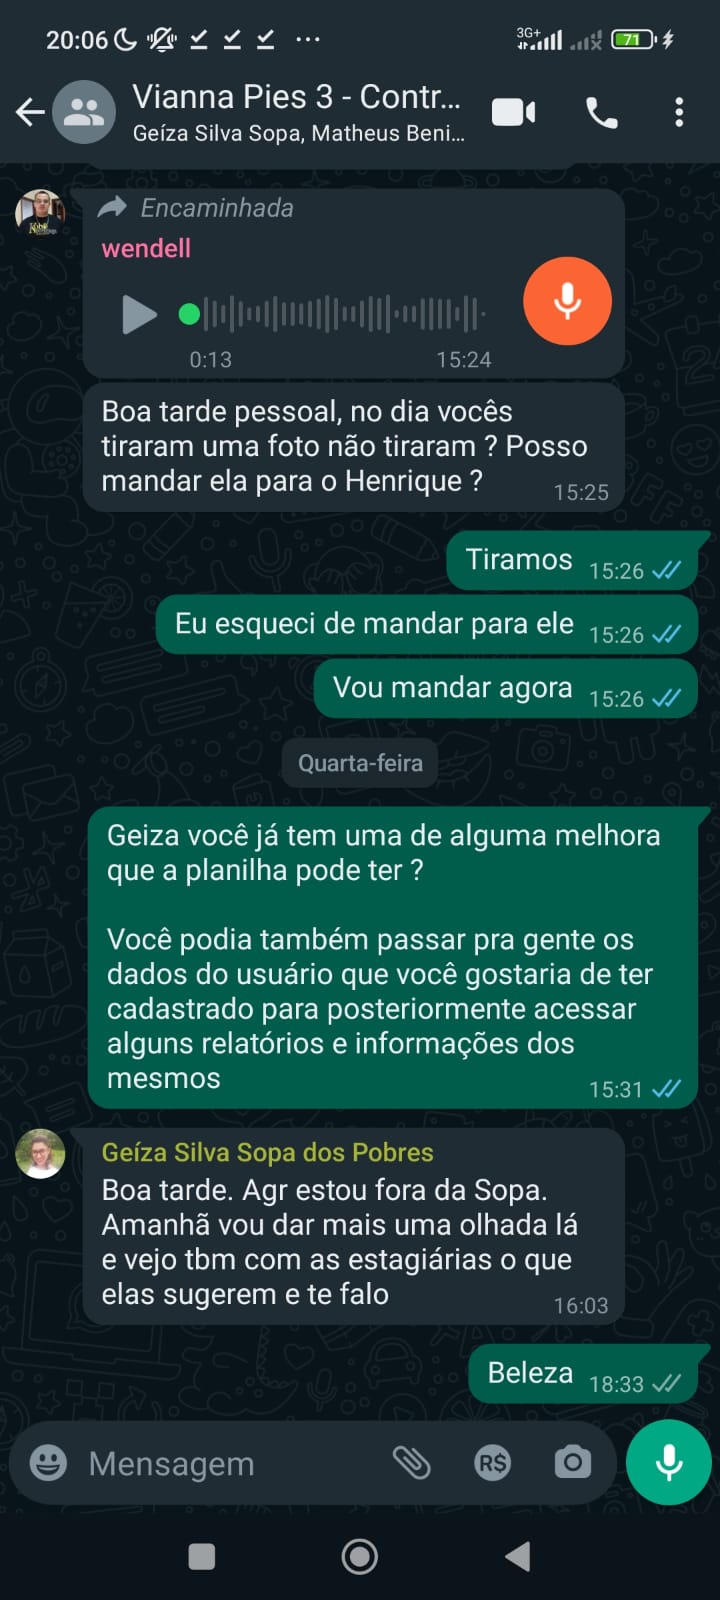 20:06
3G+
71
Vianna Pies 3 - Contr...
Geíza Silva Sopa, Matheus Beni...
Encaminhada
wendell
0:13
15:24
Boa tarde pessoal, no dia vocês
tiraram uma foto não tiraram ? Posso
mandar ela para o Henrique ?
15:25
Tiramos
15:26
Eu esqueci de mandar para ele
15:26
Vou mandar agora
15:26
Quarta-feira
Geiza você já tem uma de alguma melhora
que a planilha pode ter ?
Você podia também passar pra gente os
dados do usuário que você gostaria de ter
cadastrado para posteriormente acessar
alguns relatórios e informações dos
mesmos
15:31
Geíza Silva Sopa dos Pobres
Boa tarde. Agr estou fora da Sopa.
Amanhã vou dar mais uma olhada lá
e vejo tbm com as estagiárias o que
elas sugerem e te falo
16:03
Beleza
18:33
Mensagem
R$